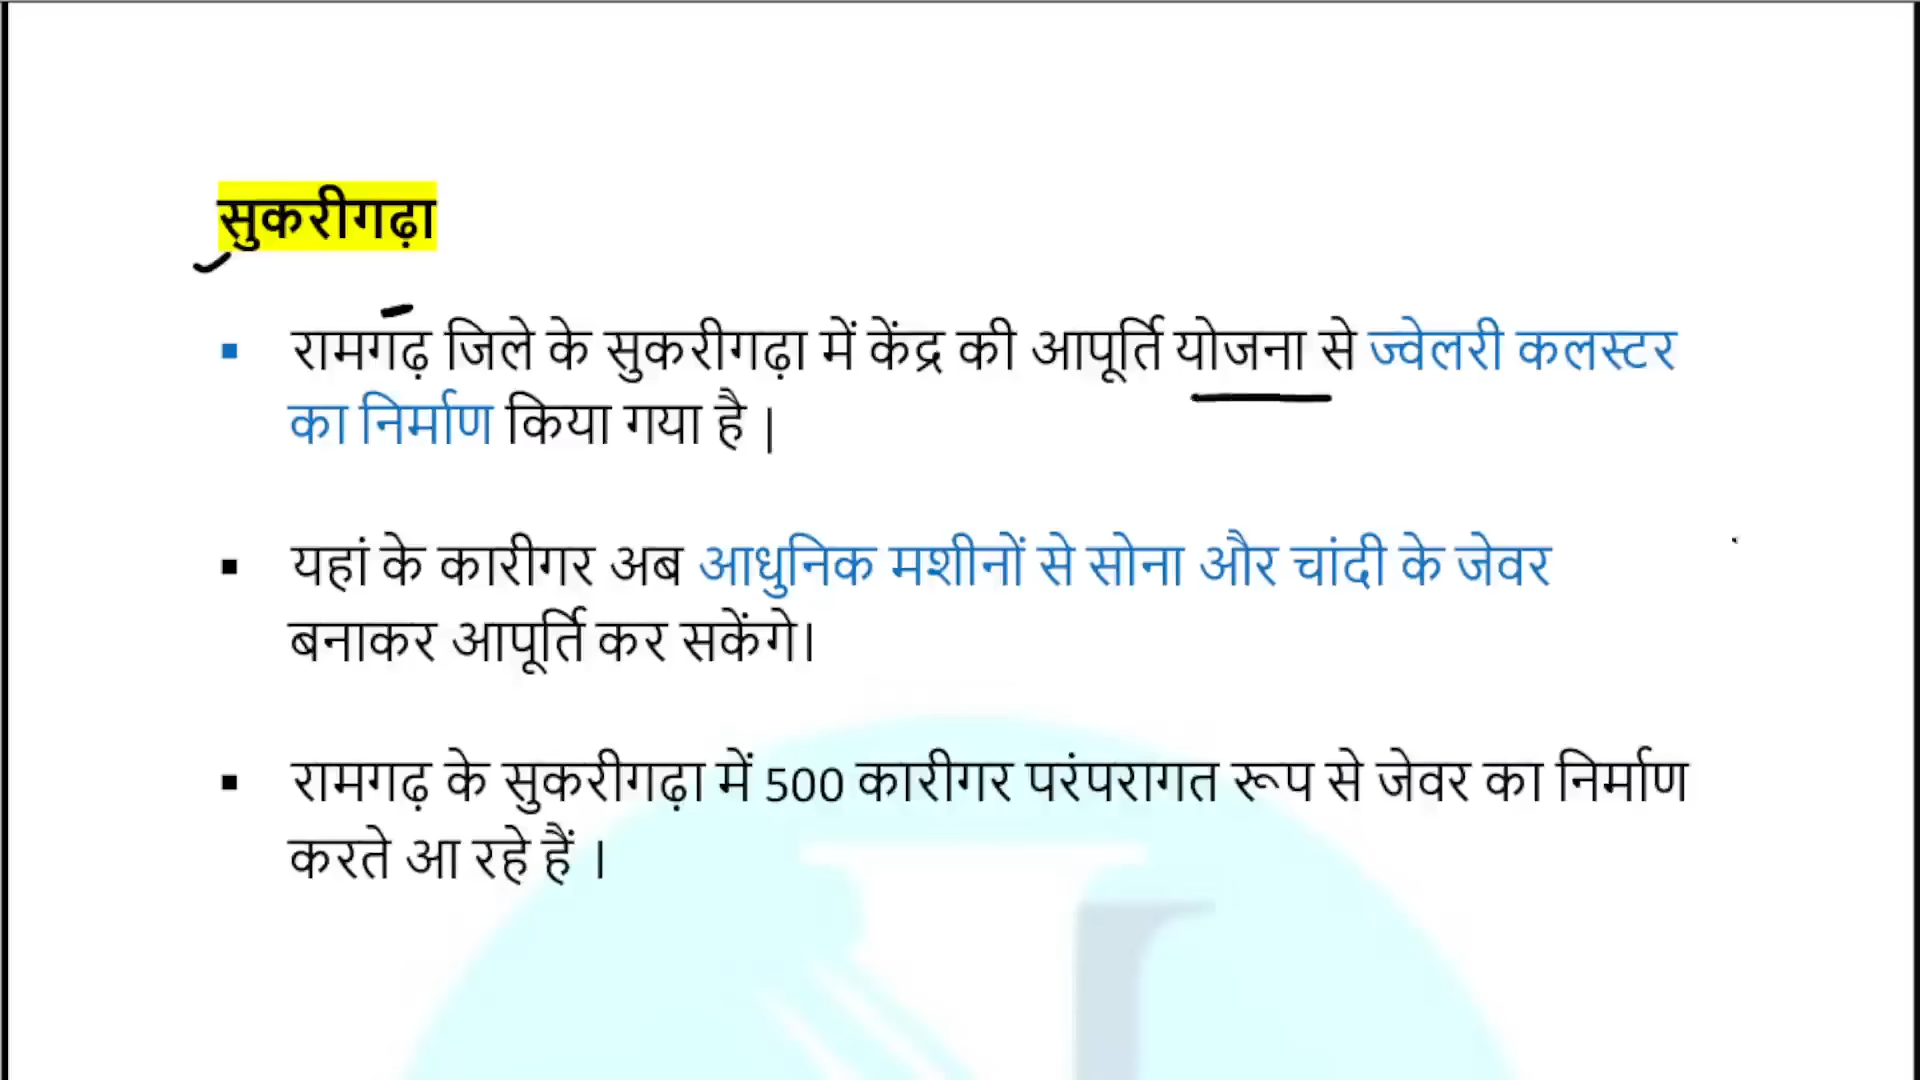 सुकरीगढ़ा
▪ रामगढ़ जिले के सुकरीगढ़ा में केंद्र की आपूर्ति योजना से ज्वेलरी कलस्टर
का निर्माण किया गया है |
▪ यहां के कारीगर अब आधुनिक मशीनों से सोना और चांदी के जेवर
बनाकर आपूर्ति कर सकेंगे।
▪ रामगढ़ के सुकरीगढ़ा में 500 कारीगर परंपरागत रूप से जेवर का निर्माण
करते आ रहे हैं ।